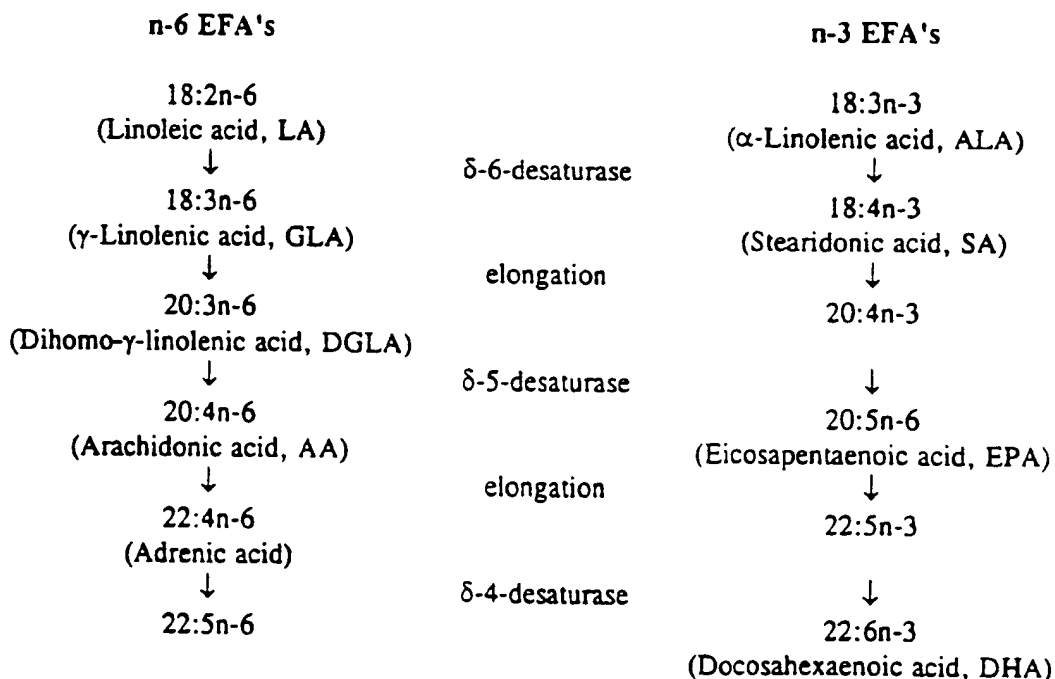 n-6 EFA's
18:2n-6
(Linoleic acid, LA)
↓
18:3n-6
(γ-Linolenic acid, GLA)
↓
20:3n-6
(Dihomo-γ-linolenic acid, DGLA)
↓
20:4n-6
(Arachidonic acid, AA)
↓
22:4n-6
(Adrenic acid)
↓
22:5n-6
δ-6-desaturase
elongation
δ-5-desaturase
elongation
δ-4-desaturase
n-3 EFA's
18:3n-3
(α-Linolenic acid, ALA)
↓
18:4n-3
(Stearidonic acid, SA)
↓
20:4n-3
↓
20:5n-6
(Eicosapentaenoic acid, EPA)
↓
22:5n-3
↓
22:6n-3
(Docosahexaenoic acid, DHA)